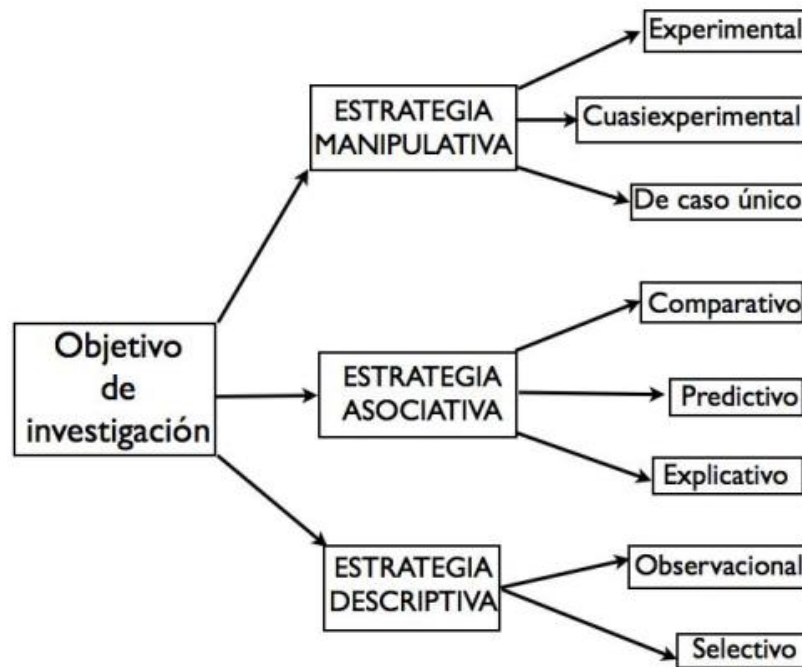 Objetivo
de
investigación
ESTRATEGIA
MANIPULATIVA
Experimental
Cuasiexperimental
De caso único
ESTRATEGIA
ASOCIATIVA
Comparativo
Predictivo
Explicativo
ESTRATEGIA
DESCRIPTIVA
Observacional
Selectivo